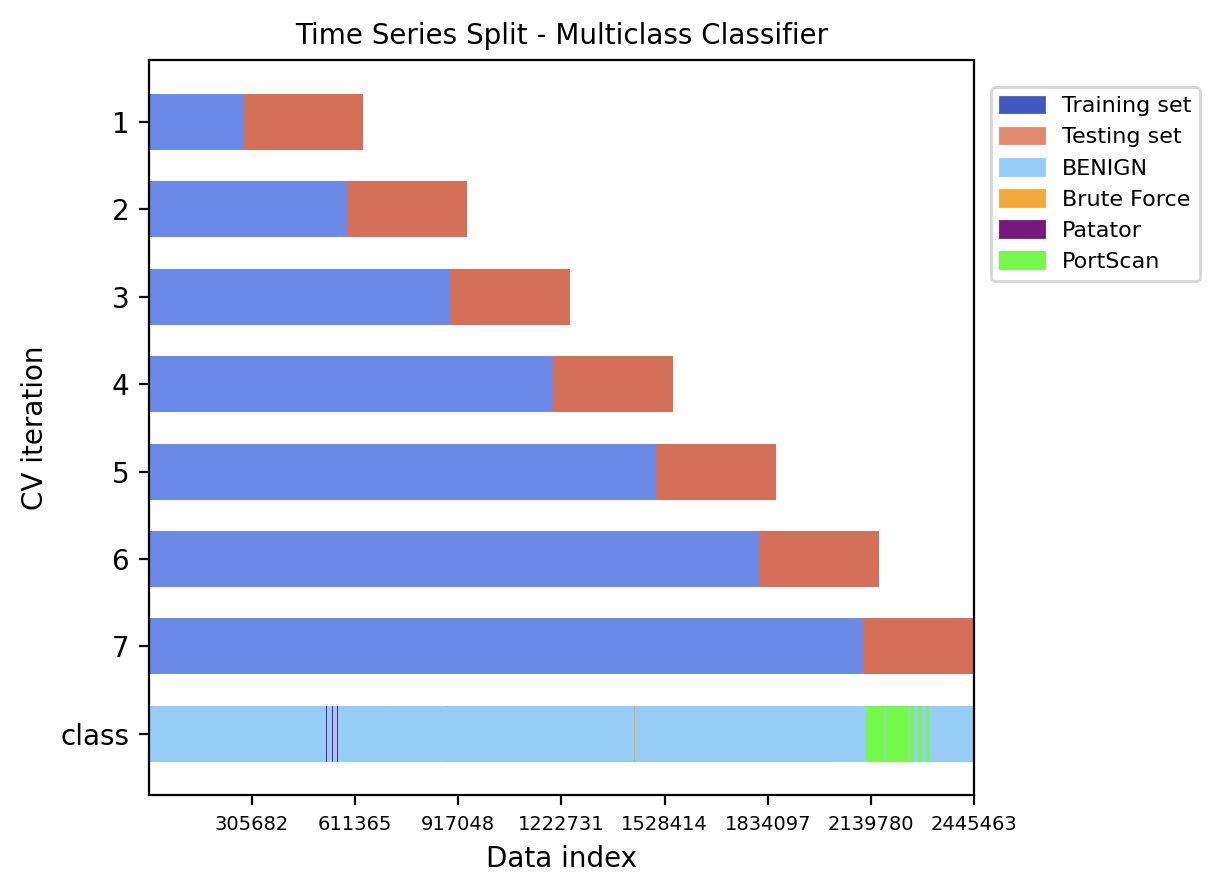 Time Series Split - Multiclass Classifier
Training set
Testing set
BENIGN
Brute Force
Patator
PortScan
CV iteration
1
2
3
4
5
6
7
class
305682 611365 917048 1222731 1528414 1834097 2139780 2445463
Data index